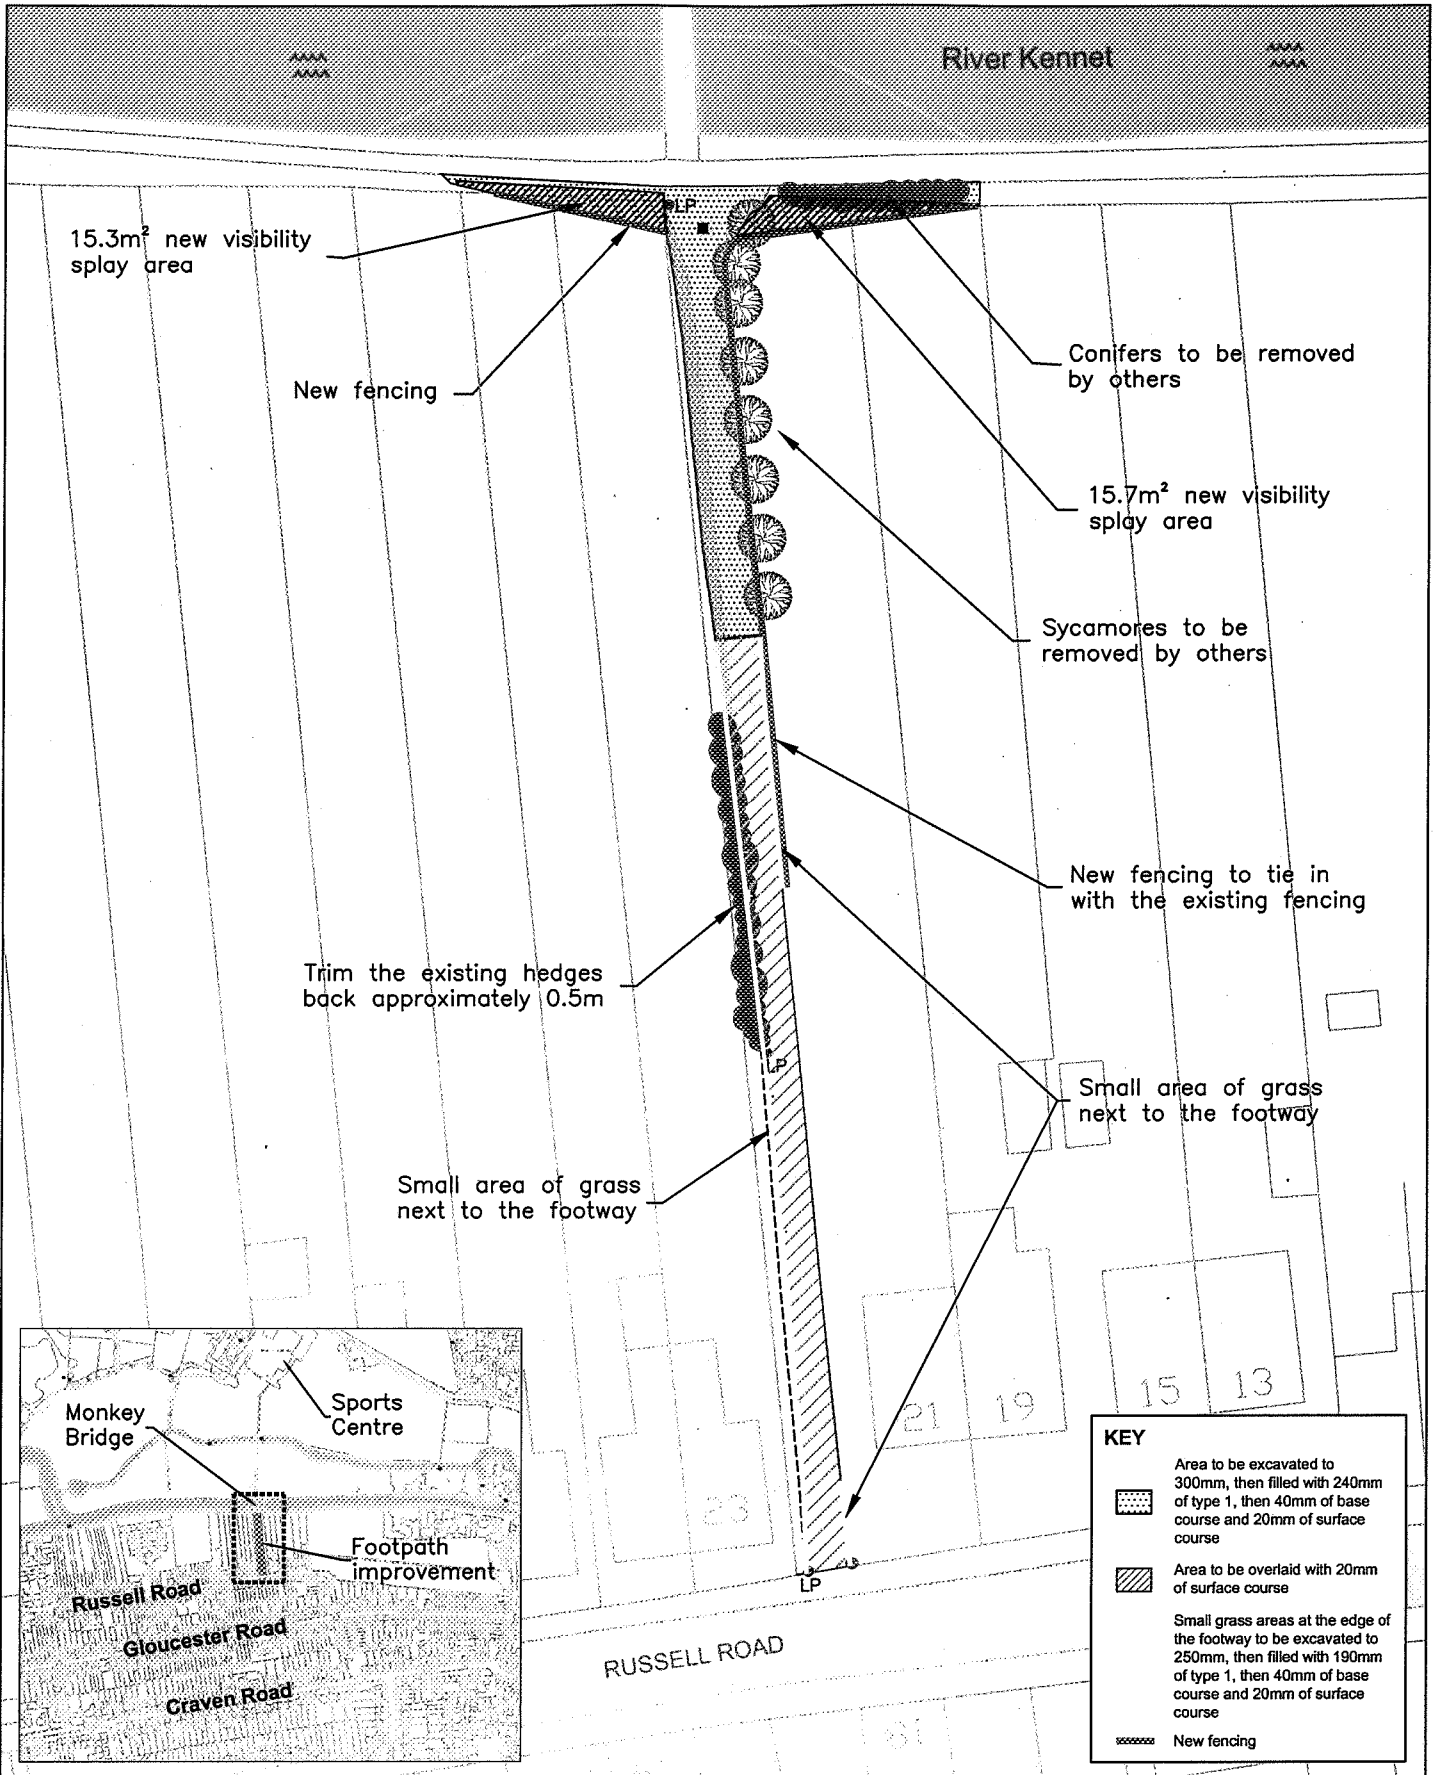 River Kennet
LP
15.3m² new visibility
splay area
New fencing
Conifers to be removed
by others
15.7m² new visibility
splay area
Sycamores to be
removed by others
New fencing to tie in
with the existing fencing
Trim the existing hedges
back approximately 0.5m
LP
Small area of grass
next to the footway
Small area of grass
next to the footway
21
19
15
13
23
LP
RUSSELL ROAD
Monkey
Bridge
Sports
Centre
Footpath
improvement
Russell Road
Gloucester Road
Craven Road
KEY
Area to be excavated to
300mm, then filled with 240mm
of type 1, then 40mm of base
course and 20mm of surface
course
Area to be overlaid with 20mm
of surface course
Small grass areas at the edge of
the footway to be excavated to
250mm, then filled with 190mm
of type 1, then 40mm of base
course and 20mm of surface
course
New fencing